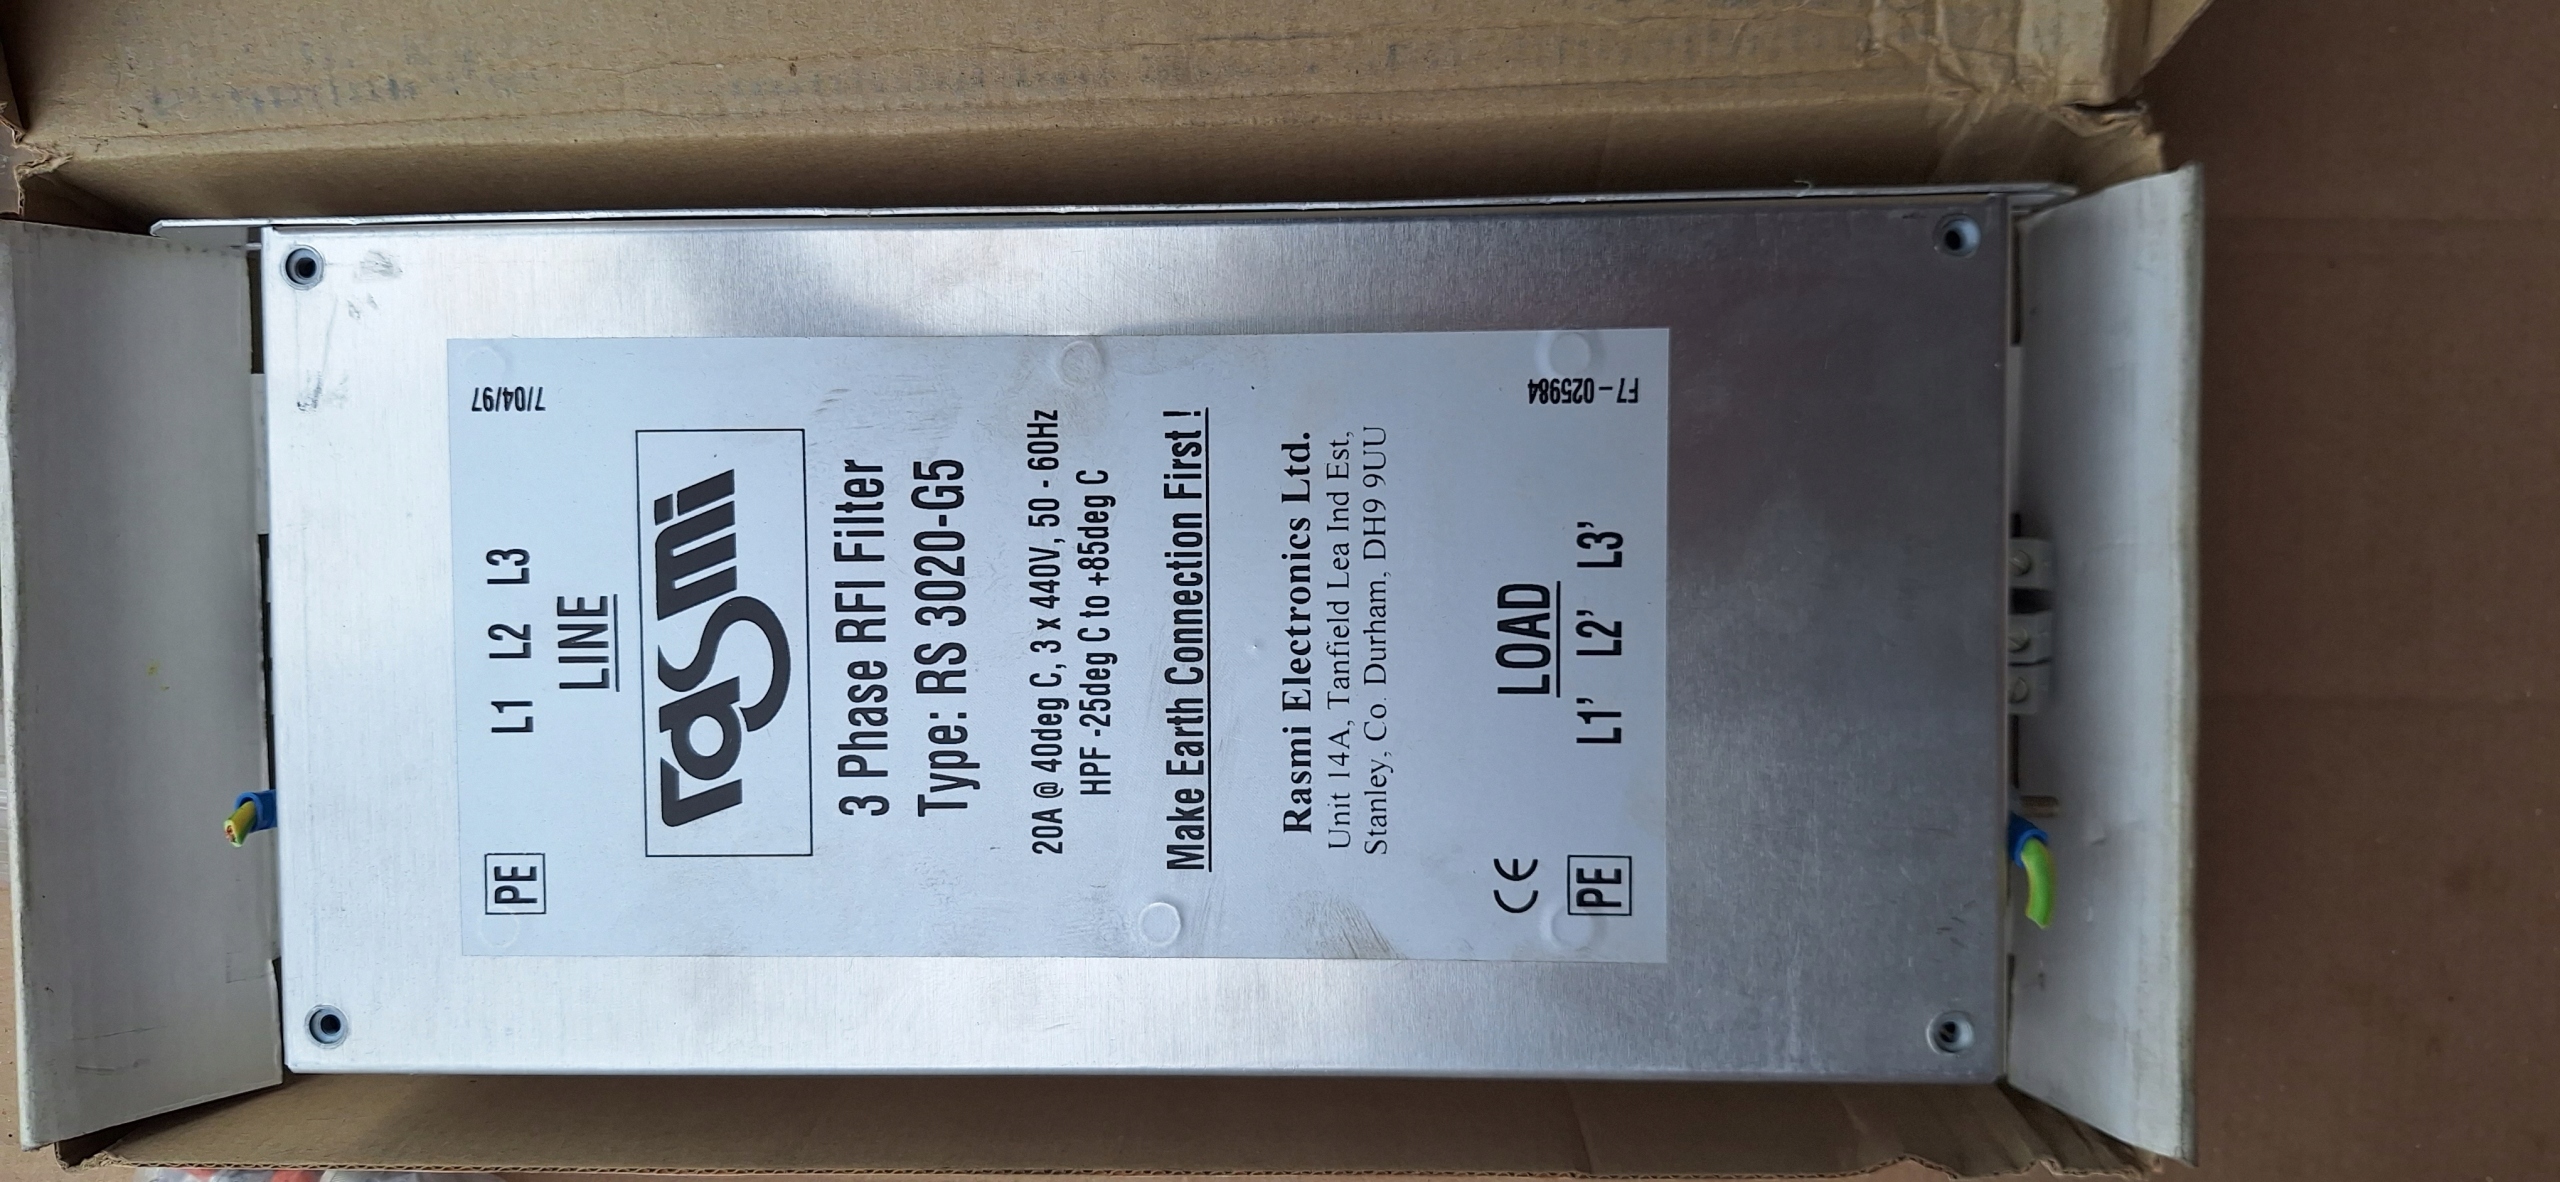 7/04/97
L1 L2 L3
PE
LINE
rasmi
3 Phase RFI Filter
Type: RS 3020-G5
20A @ 40deg C, 3 x 440V, 50 - 60Hz
HPF -25deg C to +85deg C
Make Earth Connection First !
Rasmi Electronics Ltd.
Unit 14A, Tanfield Lea Ind Est,
Stanley, Co. Durham, DH9 9UU
LOAD
CE
PE L1' L2' L3'
F7-025984